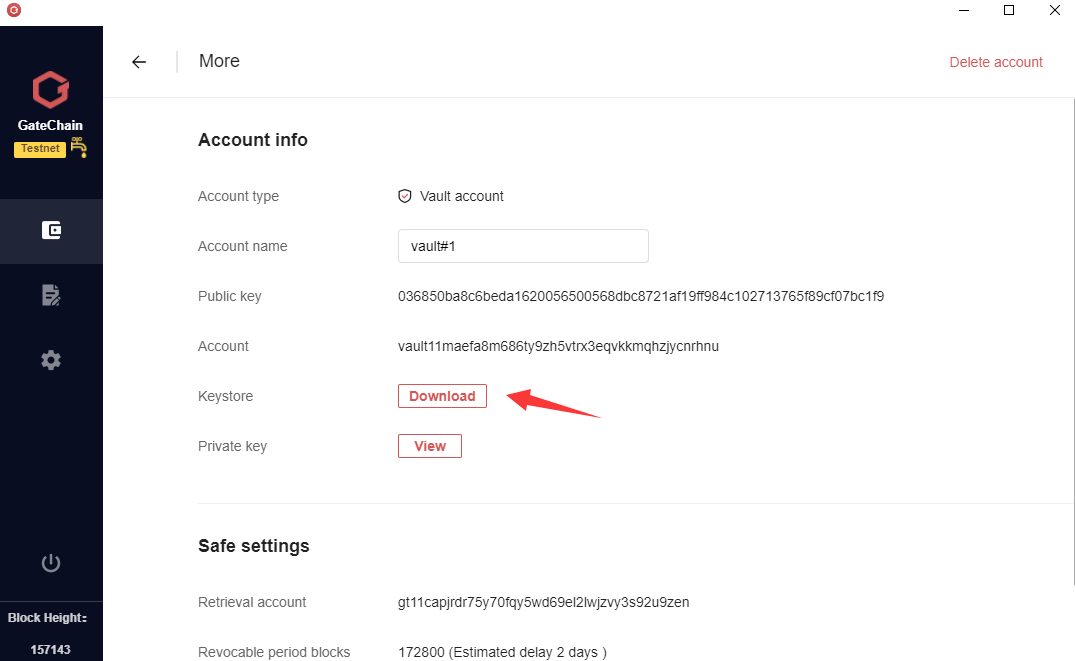 More
Delete account
GateChain
Testnet
Account info
Account type
Vault account
Account name
vault#1
Public key
036850ba8c6beda1620056500568dbc8721af19ff984c102713765f89cf07bc1f9
Account
vault11maefa8m686ty9zh5vtrx3eqvkkmqhzjycnrhnu
Keystore
Download
Private key
View
Safe settings
Retrieval account
gt11capjrdr75y70fqy5wd69el2lwjzvy3s92u9zen
Revocable period blocks
172800 (Estimated delay 2 days )
Block Height:
157143